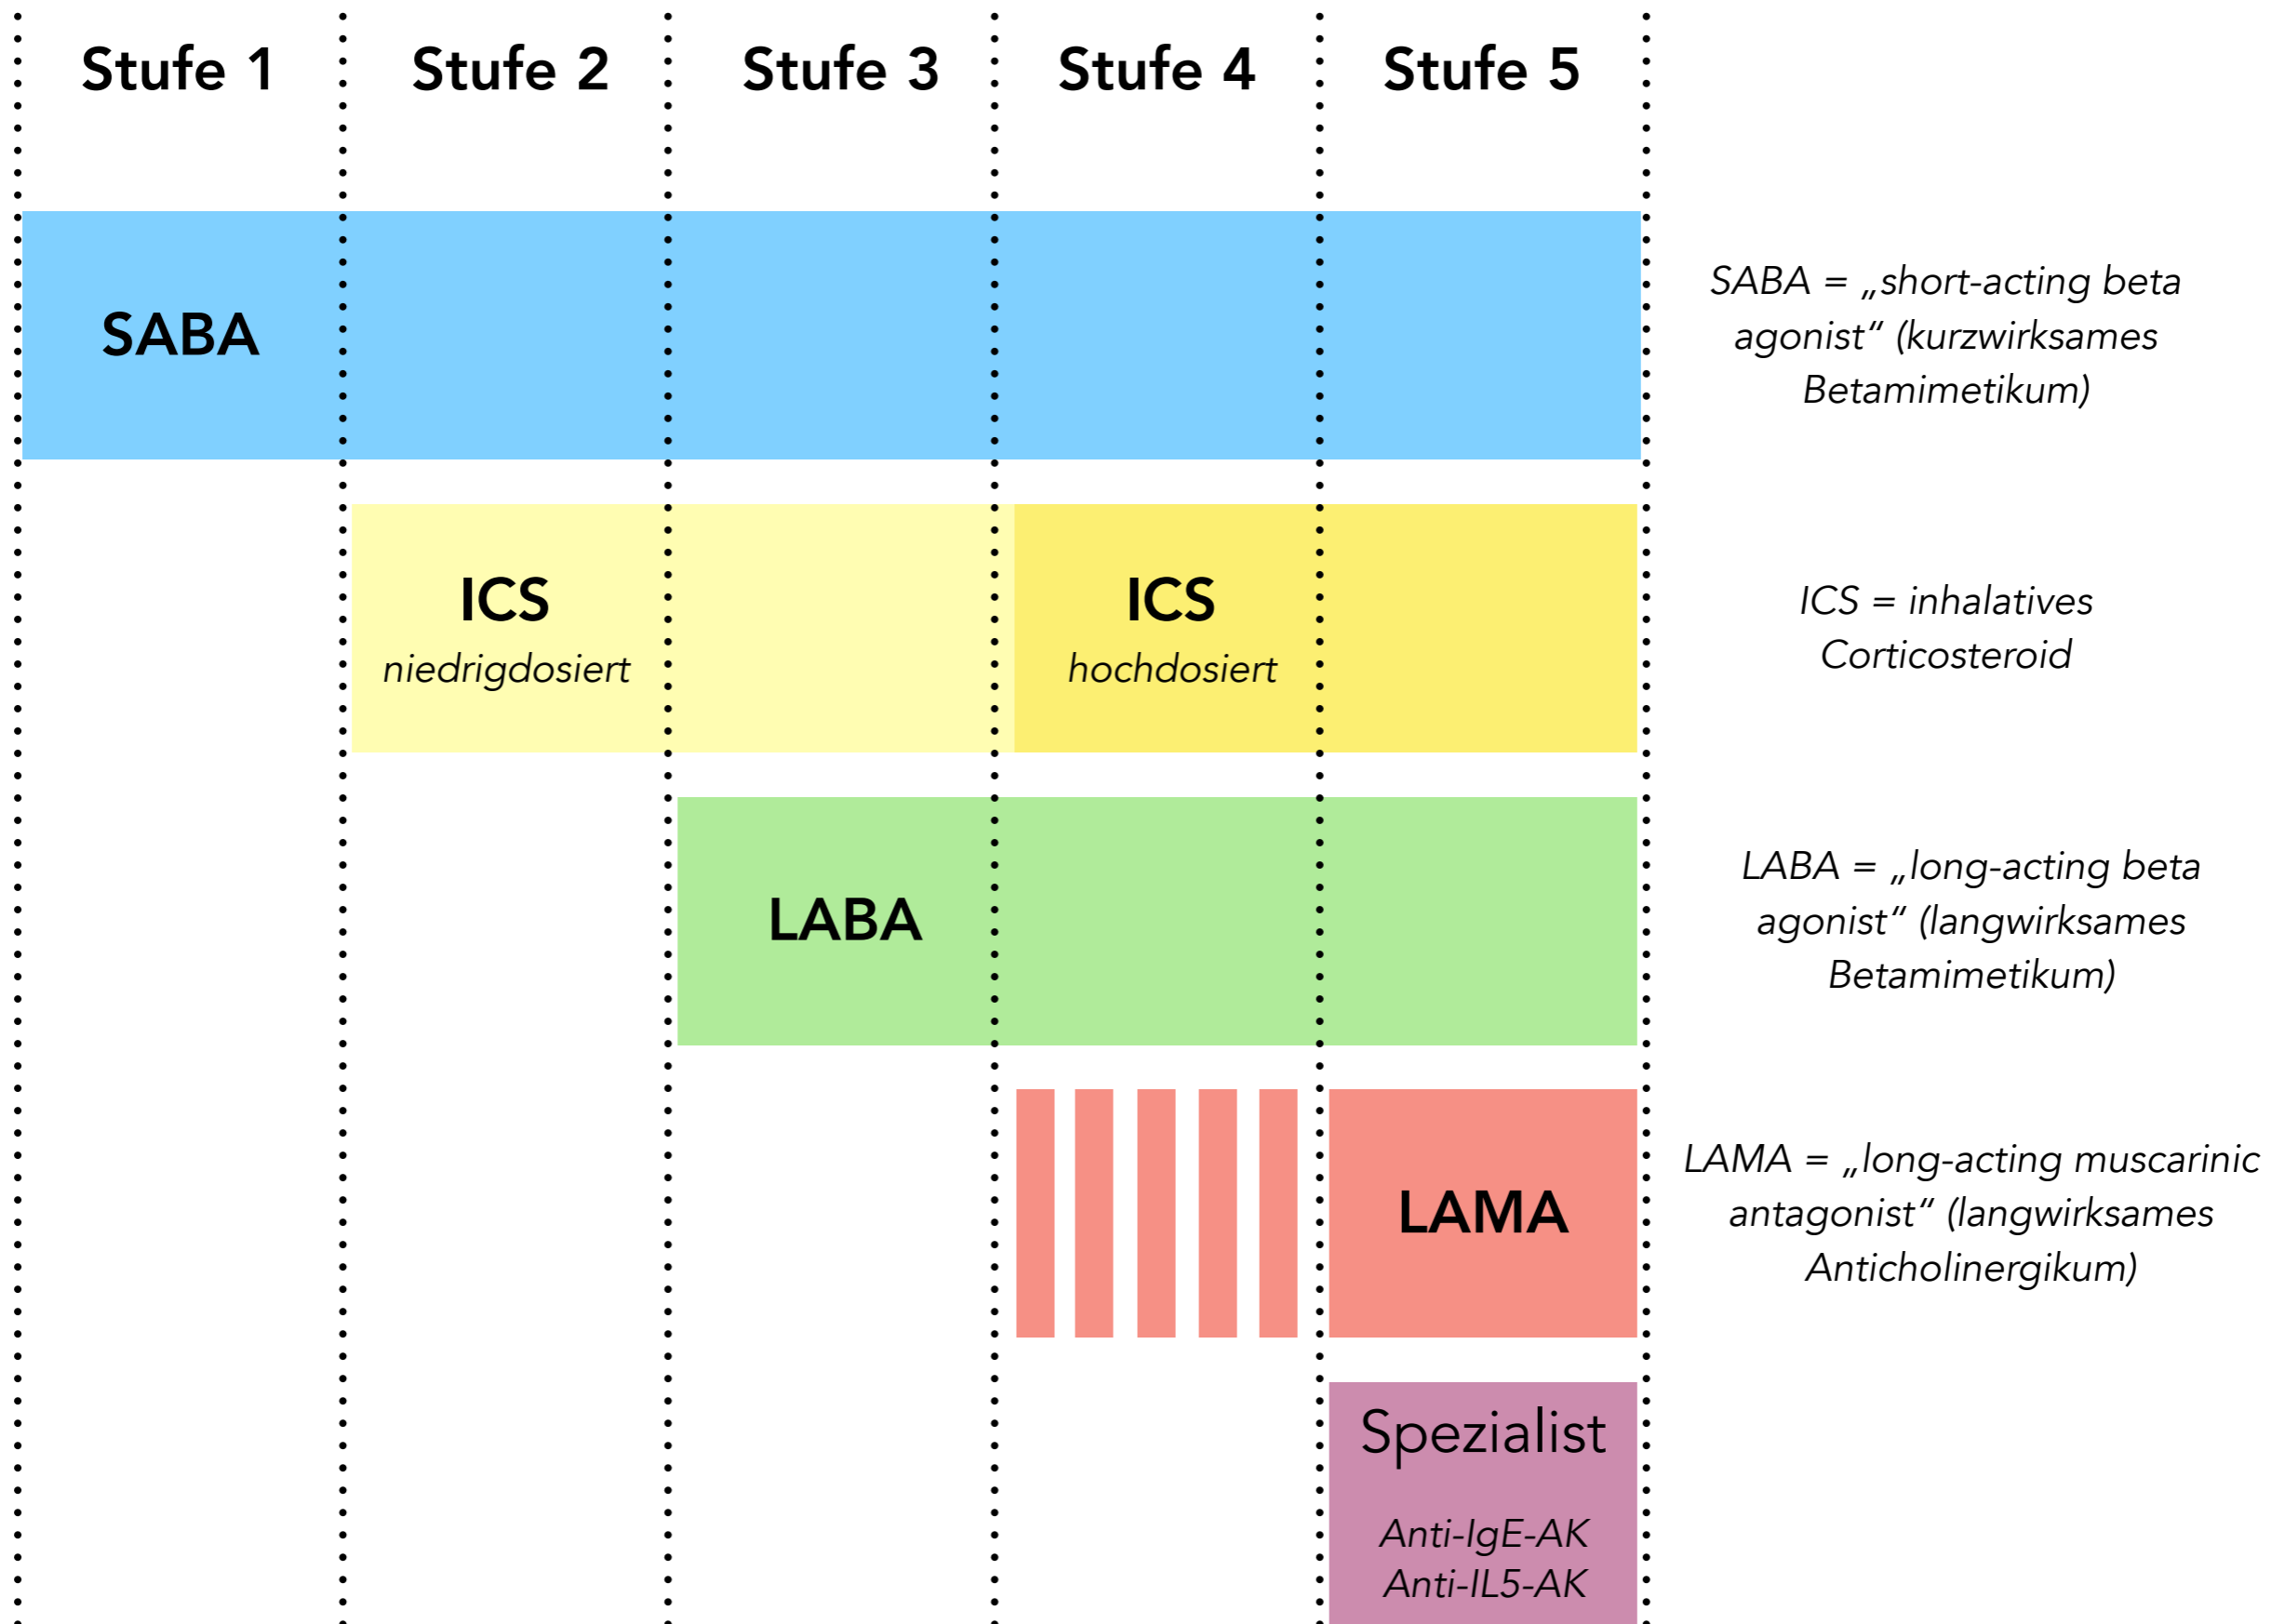 Stufe 1
Stufe 2
Stufe 3
Stufe 4
Stufe 5
SABA
SABA = „short-acting beta
agonist“ (kurzwirksames
Betamimetikum)
ICS
niedrigdosiert
ICS
hochdosiert
ICS = inhalatives
Corticosteroid
LABA
LABA = „long-acting beta
agonist“ (langwirksames
Betamimetikum)
LAMA
LAMA = „long-acting muscarinic
antagonist“ (langwirksames
Anticholinergikum)
Spezialist
Anti-IgE-AK
Anti-IL5-AK